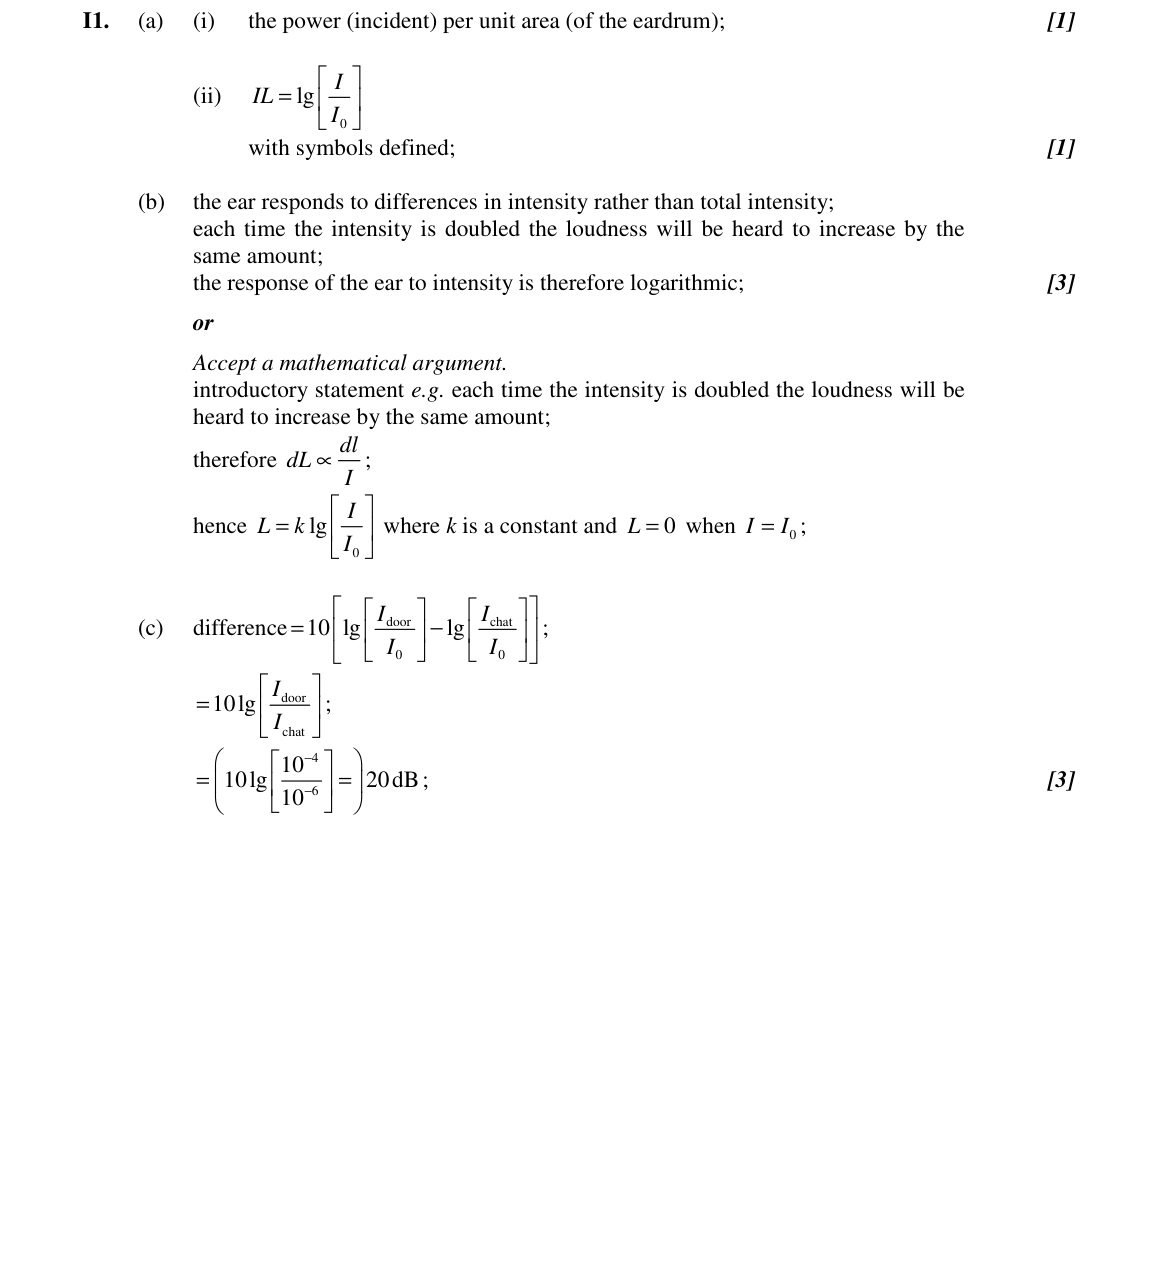 I1. (a) (i) the power (incident) per unit area (of the eardrum); [1]
(ii) IL = lg[I/I₀]
with symbols defined; [1]
(b) the ear responds to differences in intensity rather than total intensity;
each time the intensity is doubled the loudness will be heard to increase by the
same amount;
the response of the ear to intensity is therefore logarithmic; [3]
or
Accept a mathematical argument.
introductory statement e.g. each time the intensity is doubled the loudness will be
heard to increase by the same amount;
therefore dL ∝ dl/I ;
hence L = k lg[I/I₀] where k is a constant and L = 0 when I = I₀ ;
(c) difference = 10[lg[I_door/I₀] − lg[I_chat/I₀]] ;
= 10 lg[I_door/I_chat] ;
= (10 lg[10⁻⁴/10⁻⁶] = ) 20 dB ; [3]